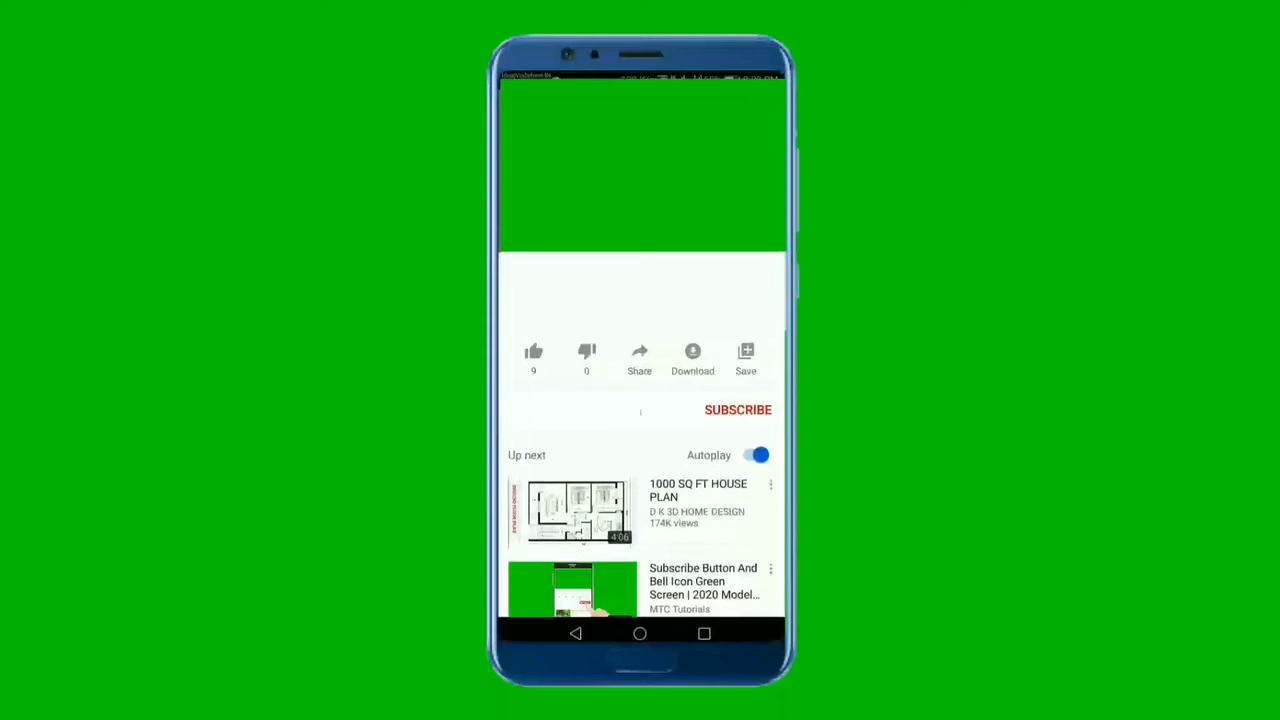 9
0
Share
Download
Save
SUBSCRIBE
Up next
Autoplay
1000 SQ FT HOUSE
PLAN
D K 3D HOME DESIGN
174K views
4:06
Subscribe Button And
Bell Icon Green
Screen | 2020 Model...
MTC Tutorials